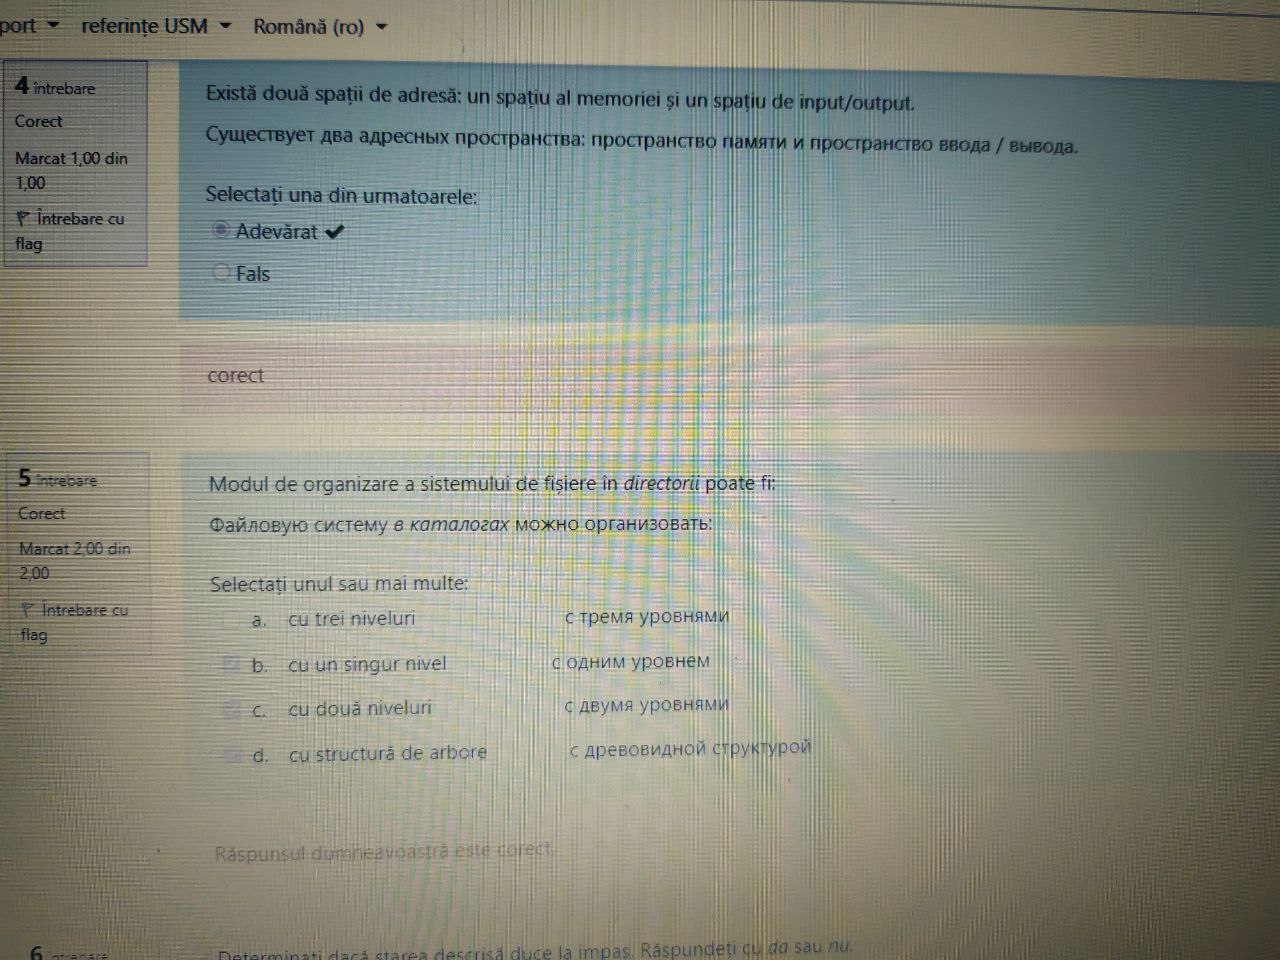 port referințe USM Română (ro)
4 întrebare
Corect
Marcat 1,00 din
1,00
Întrebare cu
flag
Există două spații de adresă: un spațiu al memoriei și un spațiu de input/output.
Существует два адресных пространства: пространство памяти и пространство ввода / вывода.
Selectați una din urmatoarele:
Adevărat
Fals
corect
5 întrebare
Corect
Marcat 2,00 din
2,00
Întrebare cu
flag
Modul de organizare a sistemului de fișiere în directorii poate fi:
Файловую систему в каталогах можно организовать:
Selectați unul sau mai multe:
a. cu trei niveluri с тремя уровнями
b. cu un singur nivel с одним уровнем
c. cu două niveluri с двумя уровнями
d. cu structură de arbore с древовидной структурой
Răspunsul dumneavoastră este corect.
6 întrebare
Determinați dacă starea descrisă duce la impas. Răspundeți cu da sau nu.